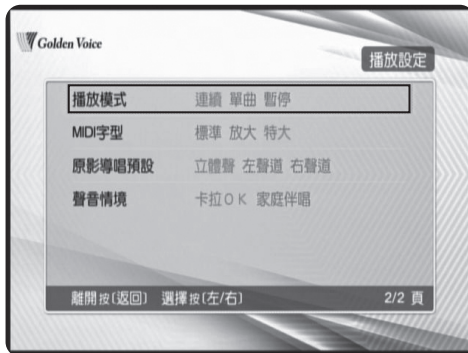 Golden Voice
播放設定
播放模式 連續 單曲 暫停
MIDI字型 標準 放大 特大
原影導唱預設 立體聲 左聲道 右聲道
聲音情境 卡拉OK 家庭伴唱
離開按〔返回〕 選擇按〔左/右〕 2/2 頁